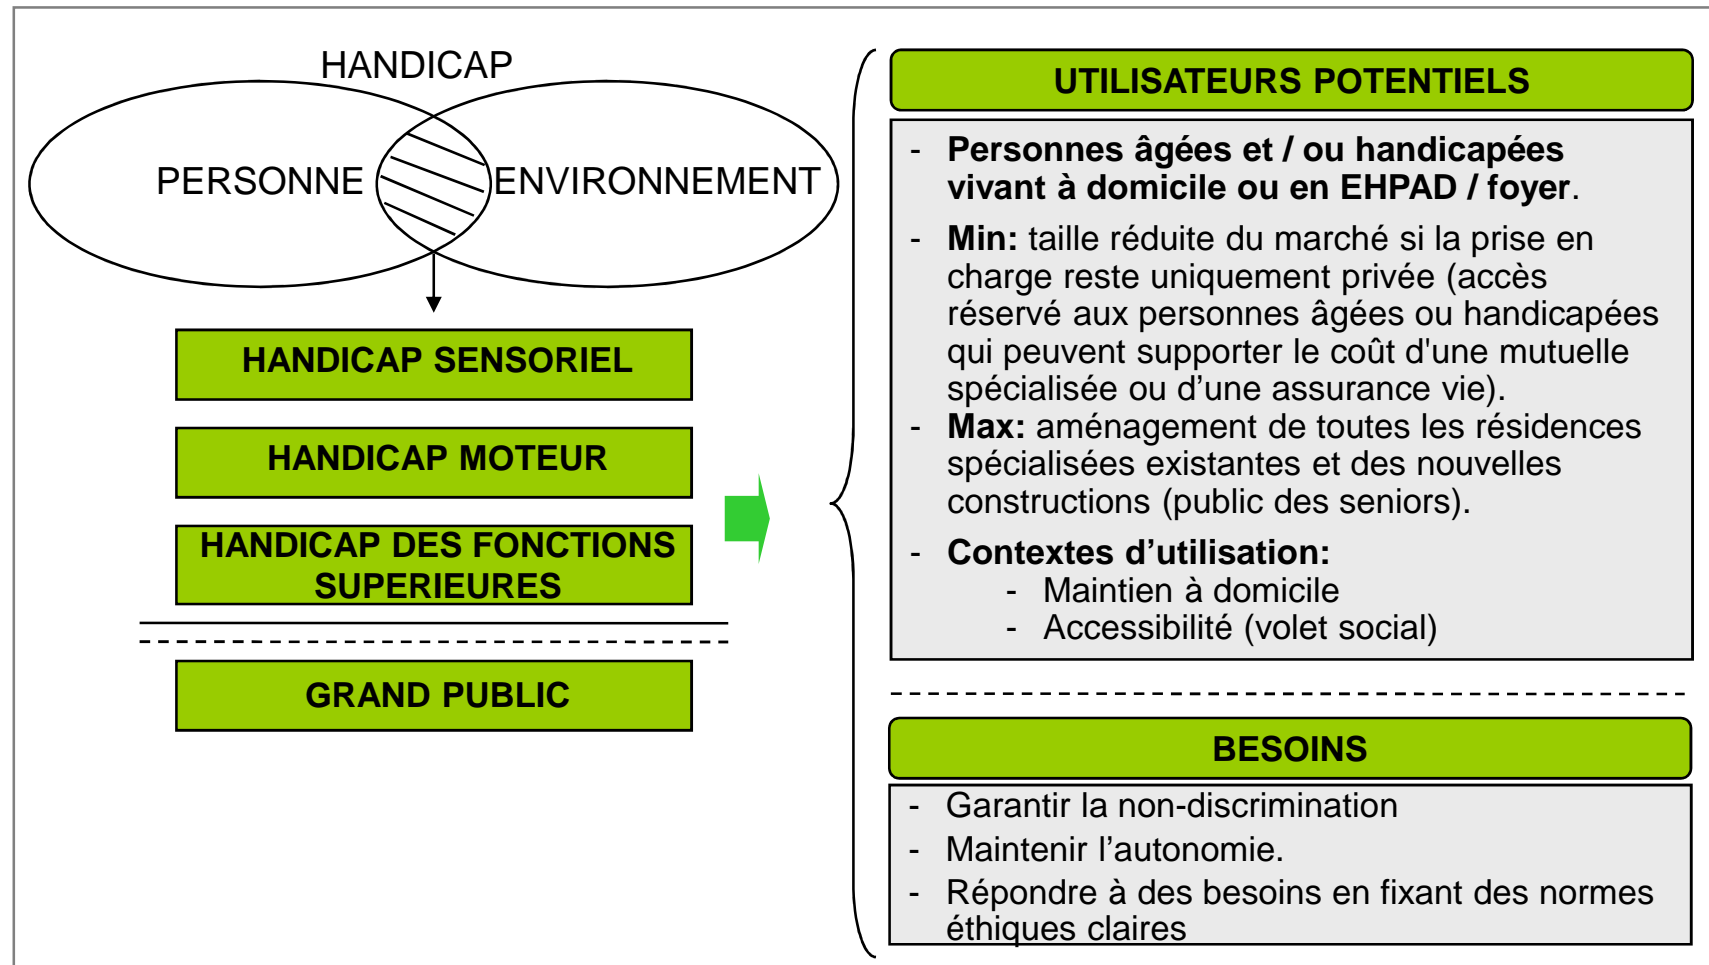 HANDICAP
PERSONNE
ENVIRONNEMENT
HANDICAP SENSORIEL
HANDICAP MOTEUR
HANDICAP DES FONCTIONS
SUPERIEURES
GRAND PUBLIC
UTILISATEURS POTENTIELS
- Personnes âgées et / ou handicapées
vivant à domicile ou en EHPAD / foyer.
- Min: taille réduite du marché si la prise en
charge reste uniquement privée (accès
réservé aux personnes âgées ou handicapées
qui peuvent supporter le coût d'une mutuelle
spécialisée ou d’une assurance vie).
- Max: aménagement de toutes les résidences
spécialisées existantes et des nouvelles
constructions (public des seniors).
- Contextes d’utilisation:
- Maintien à domicile
- Accessibilité (volet social)
BESOINS
- Garantir la non-discrimination
- Maintenir l’autonomie.
- Répondre à des besoins en fixant des normes
éthiques claires